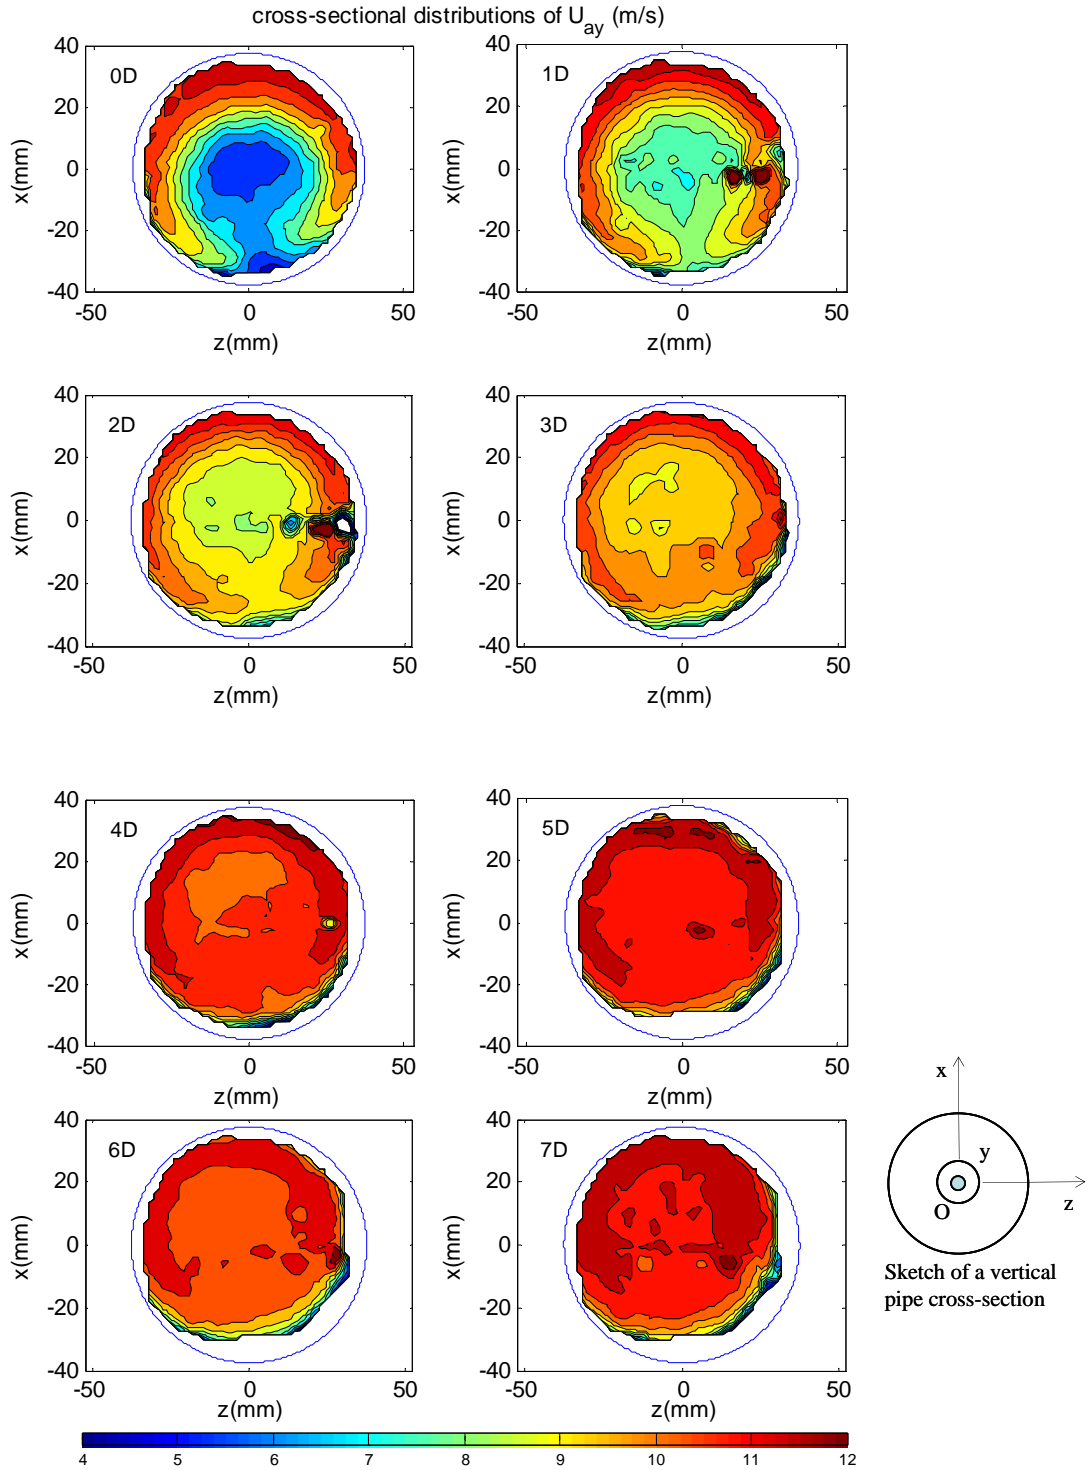 cross-sectional distributions of U_ay (m/s)
40
20
0
-20
-40
x(mm)
0D
-50
0
50
z(mm)
40
20
0
-20
-40
x(mm)
1D
-50
0
50
z(mm)
40
20
0
-20
-40
x(mm)
2D
-50
0
50
z(mm)
40
20
0
-20
-40
x(mm)
3D
-50
0
50
z(mm)
40
20
0
-20
-40
x(mm)
4D
-50
0
50
z(mm)
40
20
0
-20
-40
x(mm)
5D
-50
0
50
z(mm)
40
20
0
-20
-40
x(mm)
6D
-50
0
50
z(mm)
40
20
0
-20
-40
x(mm)
7D
-50
0
50
z(mm)
x
y
O
z
Sketch of a vertical
pipe cross-section
4 5 6 7 8 9 10 11 12